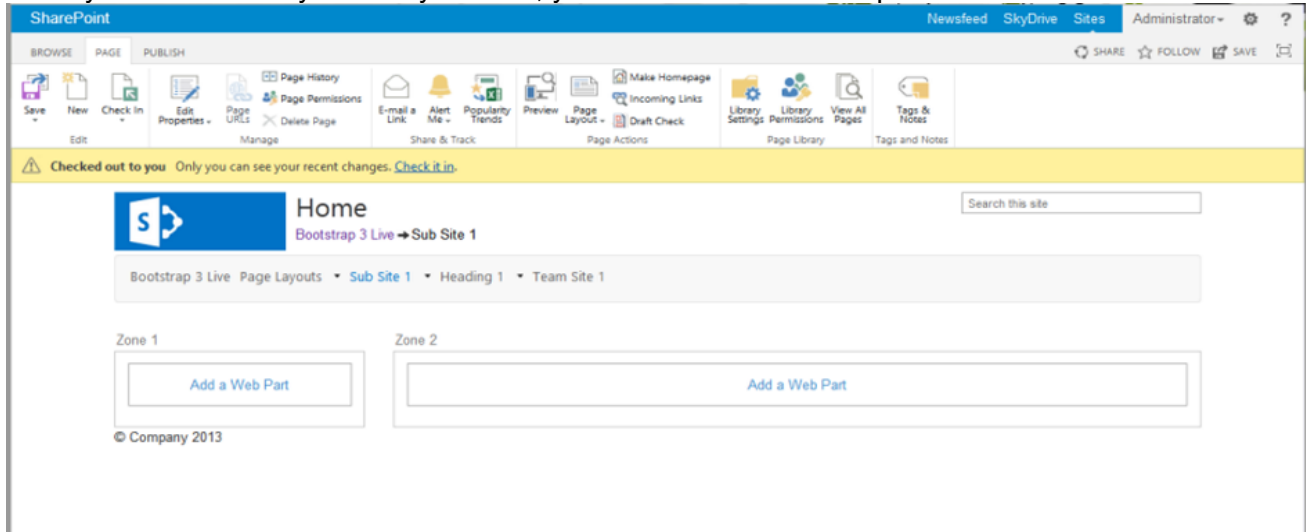 SharePoint Newsfeed SkyDrive Sites Administrator ?
BROWSE PAGE PUBLISH SHARE FOLLOW SAVE
Save New Check In Edit Properties Page URLs Page History Page Permissions Delete Page E-mail a Link Alert Me Popularity Trends Preview Page Layout Make Homepage Incoming Links Draft Check Library Settings Library Permissions View All Pages Tags & Notes
Edit Manage Share & Track Page Actions Page Library Tags and Notes
Checked out to you Only you can see your recent changes. Check it in.
S
Home
Search this site
Bootstrap 3 Live → Sub Site 1
Bootstrap 3 Live Page Layouts Sub Site 1 Heading 1 Team Site 1
Zone 1 Zone 2
Add a Web Part Add a Web Part
© Company 2013